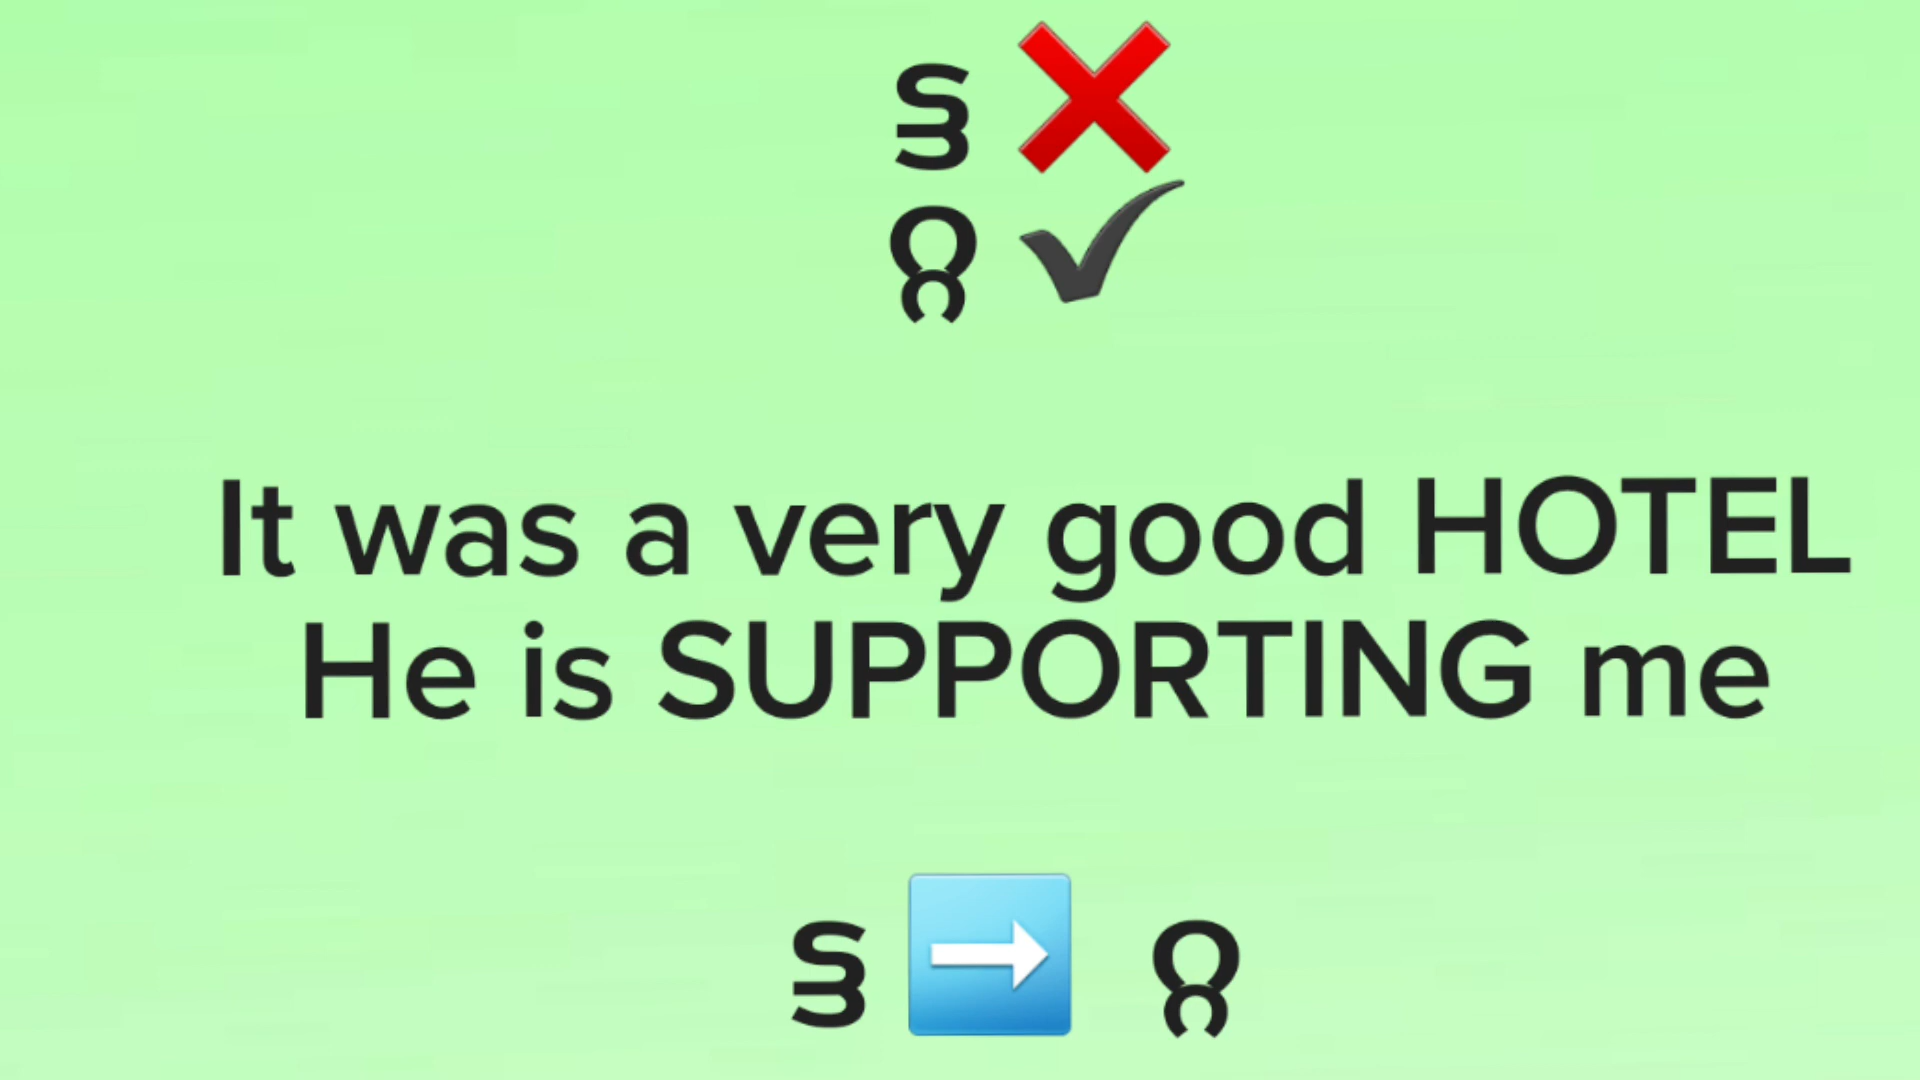 ട്ട ❌
റ്റ ✔
It was a very good HOTEL
He is SUPPORTING me
ട്ട ➡ റ്റ